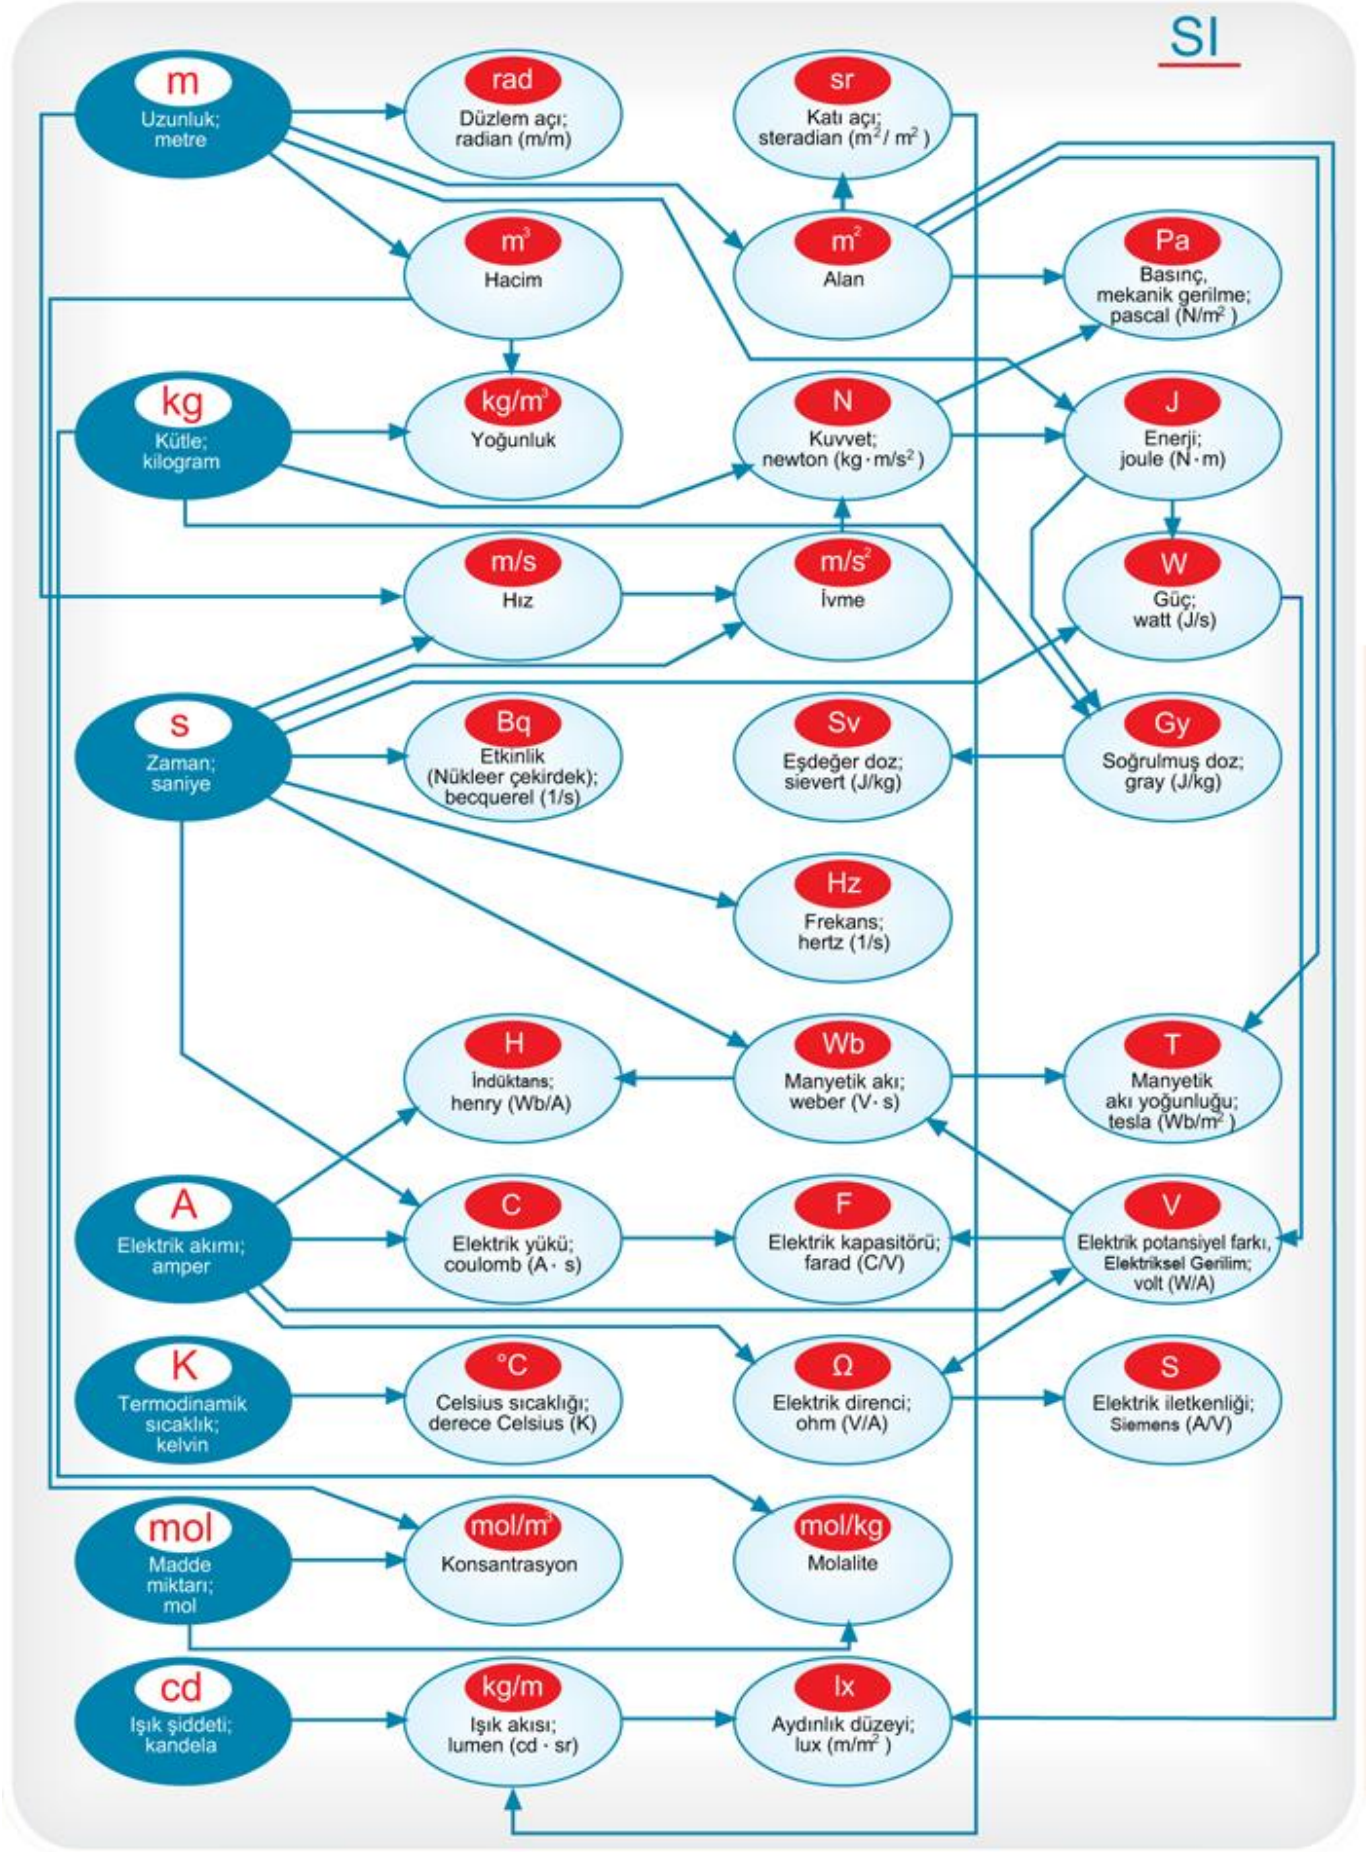 SI
m
Uzunluk;
metre
rad
Düzlem açı;
radian (m/m)
sr
Katı açı;
steradian (m²/ m²)
m³
Hacim
m²
Alan
Pa
Basınç,
mekanik gerilme;
pascal (N/m²)
kg
Kütle;
kilogram
kg/m³
Yoğunluk
N
Kuvvet;
newton (kg·m/s²)
J
Enerji;
joule (N·m)
m/s
Hız
m/s²
İvme
W
Güç;
watt (J/s)
s
Zaman;
saniye
Bq
Etkinlik
(Nükleer çekirdek);
becquerel (1/s)
Sv
Eşdeğer doz;
sievert (J/kg)
Gy
Soğrulmuş doz;
gray (J/kg)
Hz
Frekans;
hertz (1/s)
H
İndüktans;
henry (Wb/A)
Wb
Manyetik akı;
weber (V· s)
T
Manyetik
akı yoğunluğu;
tesla (Wb/m²)
A
Elektrik akımı;
amper
C
Elektrik yükü;
coulomb (A· s)
F
Elektrik kapasitörü;
farad (C/V)
V
Elektrik potansiyel farkı,
Elektriksel Gerilim;
volt (W/A)
K
Termodinamik
sıcaklık;
kelvin
°C
Celsius sıcaklığı;
derece Celsius (K)
Ω
Elektrik direnci;
ohm (V/A)
S
Elektrik iletkenliği;
Siemens (A/V)
mol
Madde
miktarı;
mol
mol/m³
Konsantrasyon
mol/kg
Molalite
cd
Işık şiddeti;
kandela
kg/m
Işık akısı;
lumen (cd · sr)
lx
Aydınlık düzeyi;
lux (m/m²)